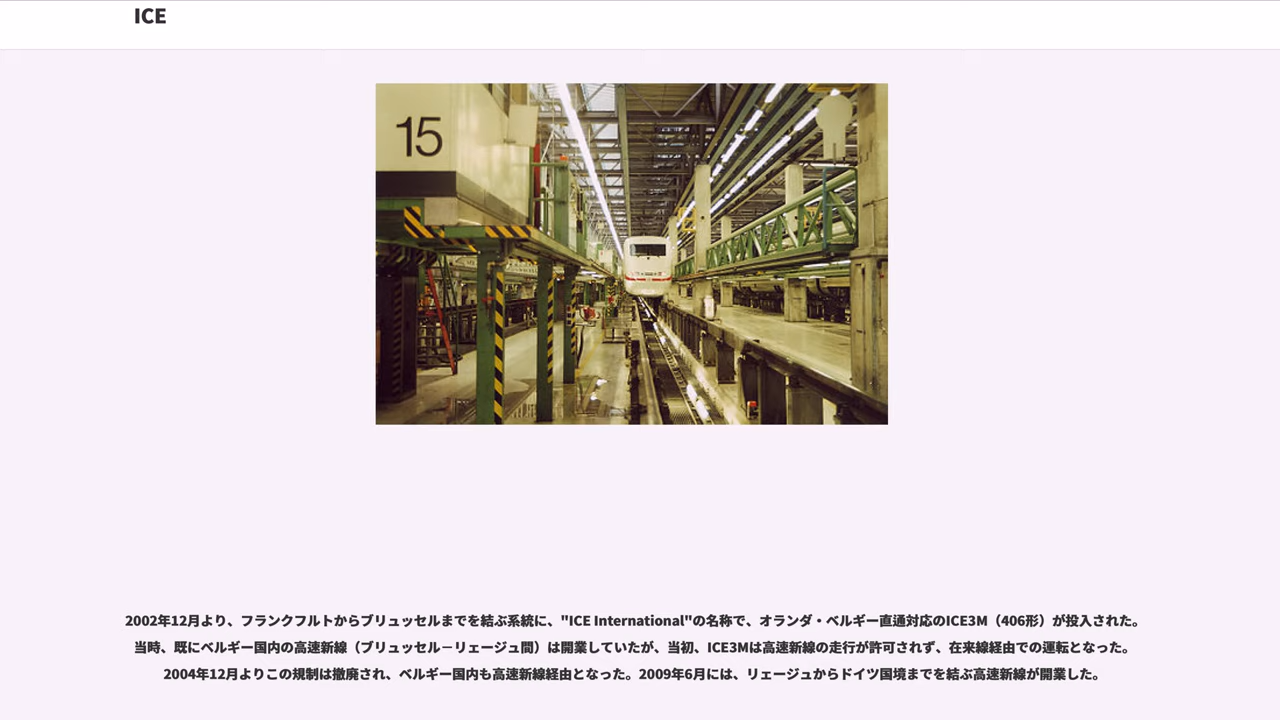 ICE
15
2002年12月より、フランクフルトからブリュッセルまでを結ぶ系統に、"ICE International"の名称で、オランダ・ベルギー直通対応のICE3M（406形）が投入された。
当時、既にベルギー国内の高速新線（ブリュッセル－リェージュ間）は開業していたが、当初、ICE3Mは高速新線の走行が許可されず、在来線経由での運転となった。
2004年12月よりこの規制は撤廃され、ベルギー国内も高速新線経由となった。2009年6月には、リェージュからドイツ国境までを結ぶ高速新線が開業した。